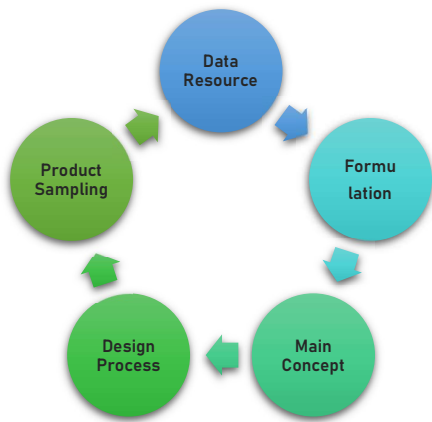 Data
Resource
Formu
lation
Main
Concept
Design
Process
Product
Sampling